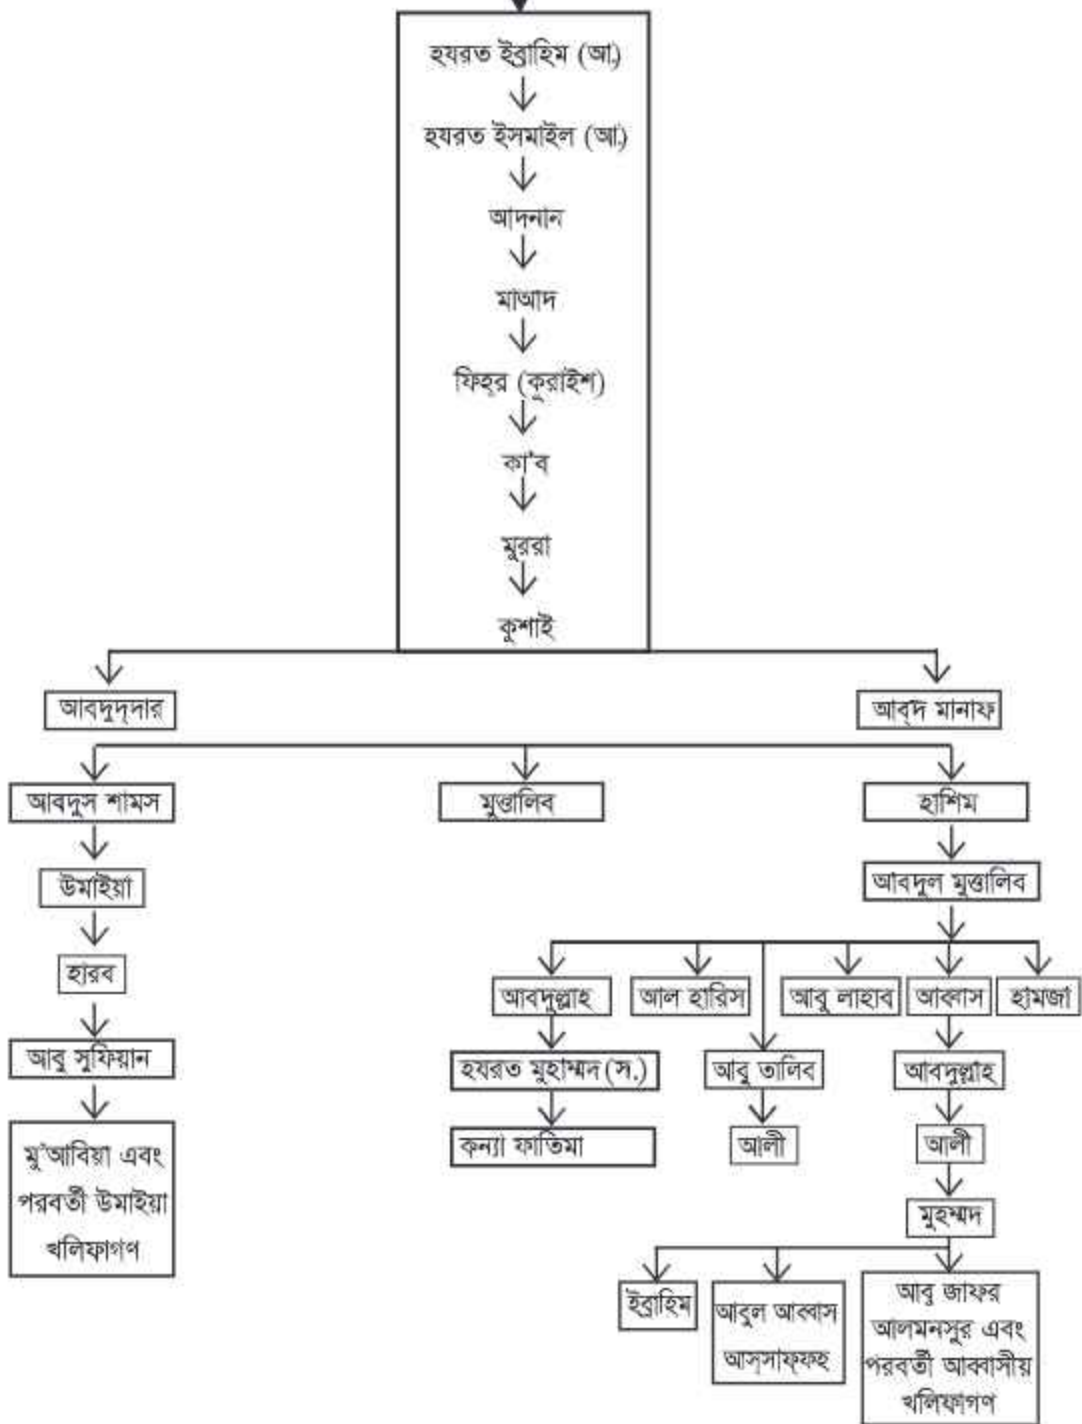 হযরত ইব্রাহিম (আ.)
হযরত ইসমাইল (আ.)
আদনান
মাআদ
ফিহ্‌র (কুরাইশ)
কা'ব
মুররা
কুশাই
আবদুদ্‌দার
আব্‌দ মানাফ
আবদুস শামস
মুত্তালিব
হাশিম
উমাইয়া
আবদুল মুত্তালিব
হারব
আবদুল্লাহ
আল হারিস
আবু লাহাব
আব্বাস
হামজা
আবু সুফিয়ান
হযরত মুহাম্মদ (স.)
আবু তালিব
আবদুল্লাহ
মু'আবিয়া এবং
পরবর্তী উমাইয়া
খলিফাগণ
কন্যা ফাতিমা
আলী
আলী
মুহম্মদ
ইব্রাহিম
আবুল আব্বাস
আস্‌সাফ্‌ফহ
আবু জাফর
আলমনসুর এবং
পরবর্তী আব্বাসীয়
খলিফাগণ